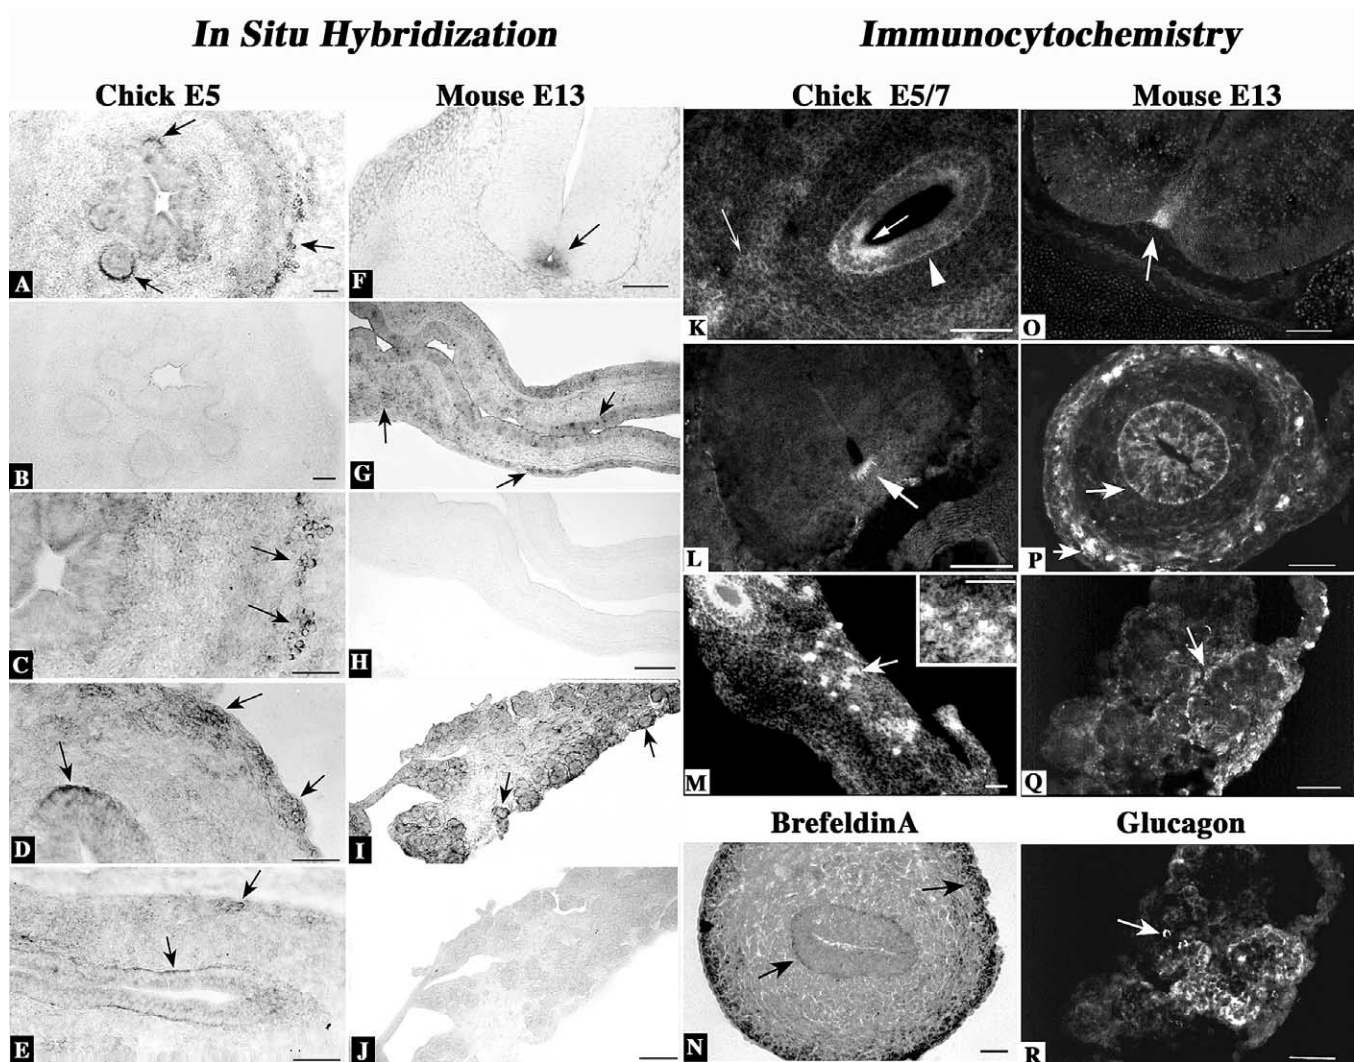 In Situ Hybridization
Immunocytochemistry
Chick E5
Mouse E13
Chick E5/7
Mouse E13
A
F
K
O
B
G
L
P
C
H
M
Q
D
I
BrefeldinA
Glucagon
E
J
N
R